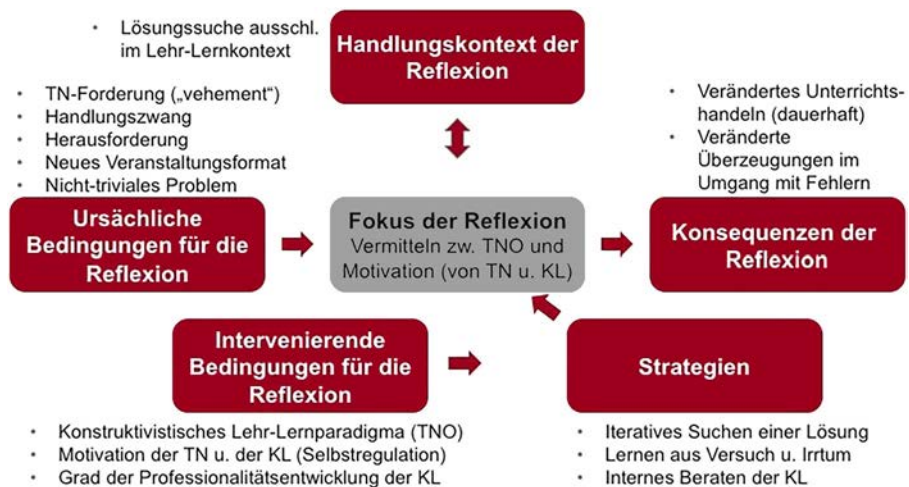 • Lösungssuche ausschl.
im Lehr-Lernkontext
Handlungskontext der
Reflexion
• TN-Forderung („vehement“)
• Handlungszwang
• Herausforderung
• Neues Veranstaltungsformat
• Nicht-triviales Problem
• Verändertes Unterrichts-
handeln (dauerhaft)
• Veränderte
Überzeugungen im
Umgang mit Fehlern
Ursächliche
Bedingungen für die
Reflexion
Fokus der Reflexion
Vermitteln zw. TNO und
Motivation (von TN u. KL)
Konsequenzen der
Reflexion
Intervenierende
Bedingungen für die
Reflexion
Strategien
• Konstruktivistisches Lehr-Lernparadigma (TNO)
• Motivation der TN u. der KL (Selbstregulation)
• Grad der Professionalitätsentwicklung der KL
• Iteratives Suchen einer Lösung
• Lernen aus Versuch u. Irrtum
• Internes Beraten der KL